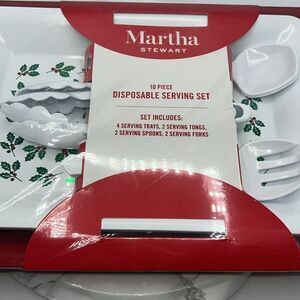 Martha
STEWART
10 PIECE
DISPOSABLE SERVING SET
SET INCLUDES:
4 SERVING TRAYS, 2 SERVING TONGS,
2 SERVING SPOONS, 2 SERVING FORKS